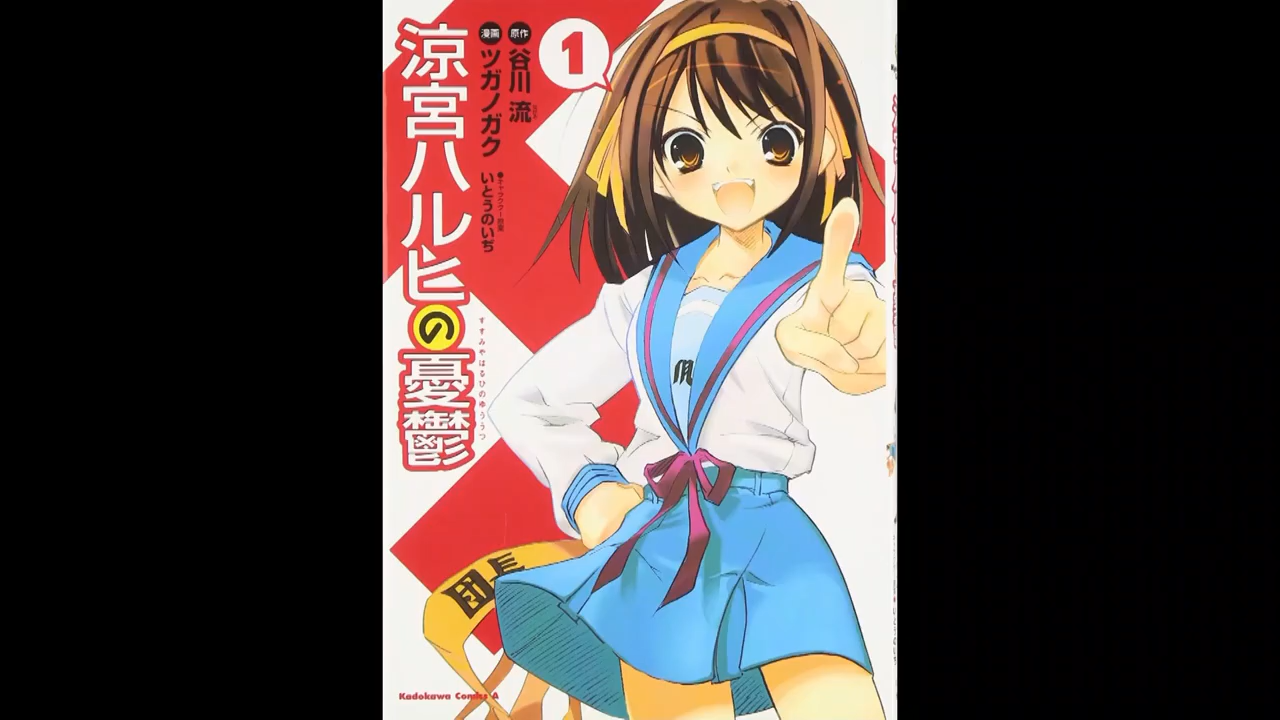 1
原作 谷川 流
漫画 ツガノガク
●キャラクター原案
いとうのいぢ
涼宮ハルヒの憂鬱
すずみやはるひのゆううつ
団長
Kadokawa Comics A